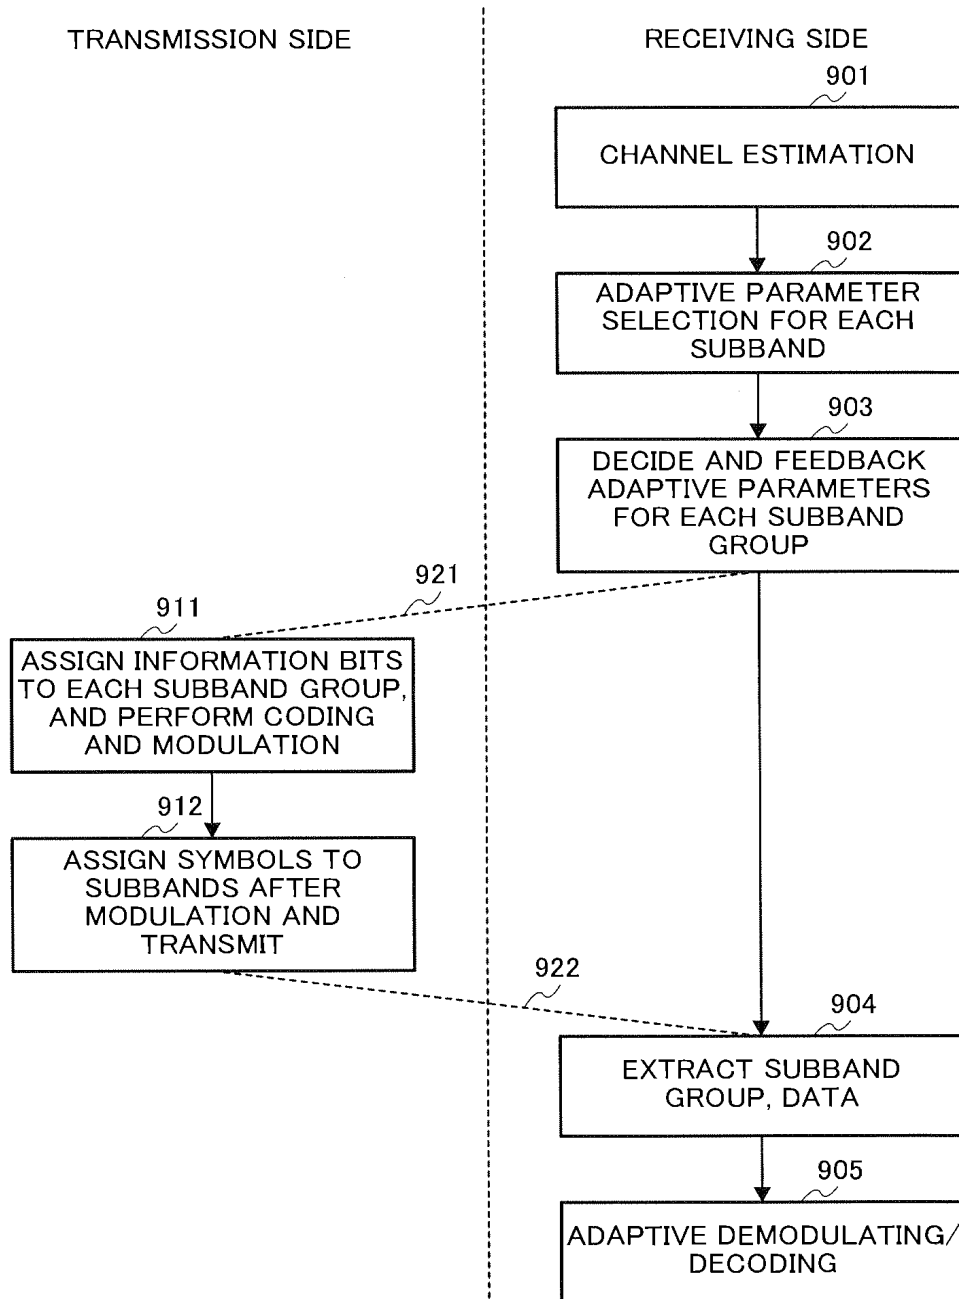 TRANSMISSION SIDE
RECEIVING SIDE
901
CHANNEL ESTIMATION
902
ADAPTIVE PARAMETER
SELECTION FOR EACH
SUBBAND
903
DECIDE AND FEEDBACK
ADAPTIVE PARAMETERS
FOR EACH SUBBAND
GROUP
921
911
ASSIGN INFORMATION BITS
TO EACH SUBBAND GROUP,
AND PERFORM CODING
AND MODULATION
912
ASSIGN SYMBOLS TO
SUBBANDS AFTER
MODULATION AND
TRANSMIT
922
904
EXTRACT SUBBAND
GROUP, DATA
905
ADAPTIVE DEMODULATING/
DECODING